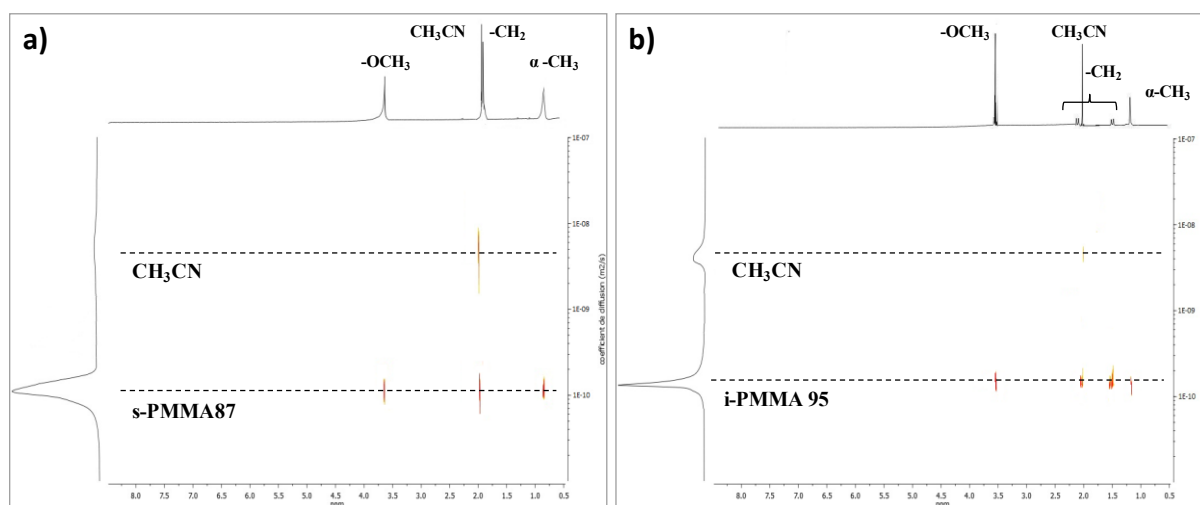 a)
CH₃CN
-CH₂
-OCH₃
α -CH₃
1E-07
1E-08
CH₃CN
coefficient de diffusion (m2/s)
1E-09
s-PMMA87
1E-10
8.0 7.5 7.0 6.5 6.0 5.5 5.0 4.5 4.0 3.5 3.0 2.5 2.0 1.5 1.0 0.5
ppm
b)
-OCH₃
CH₃CN
-CH₂
α-CH₃
1E-07
1E-08
CH₃CN
1E-09
i-PMMA 95
1E-10
8.0 7.5 7.0 6.5 6.0 5.5 5.0 4.5 4.0 3.5 3.0 2.5 2.0 1.5 1.0 0.5
ppm